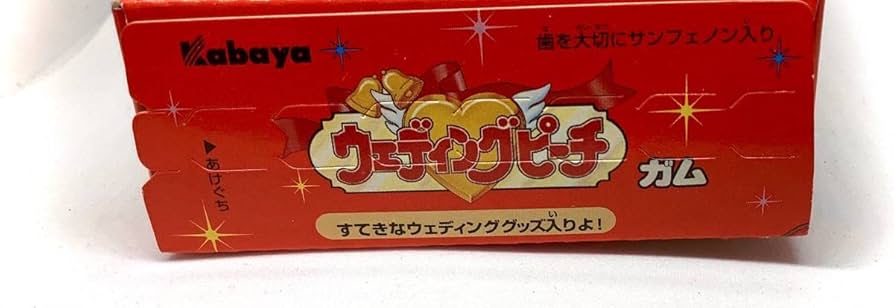 Kabaya
歯を大切にサンフェノン入り
ウェディングピーチ
ガム
▶あけぐち
すてきなウェディンググッズ入りよ！